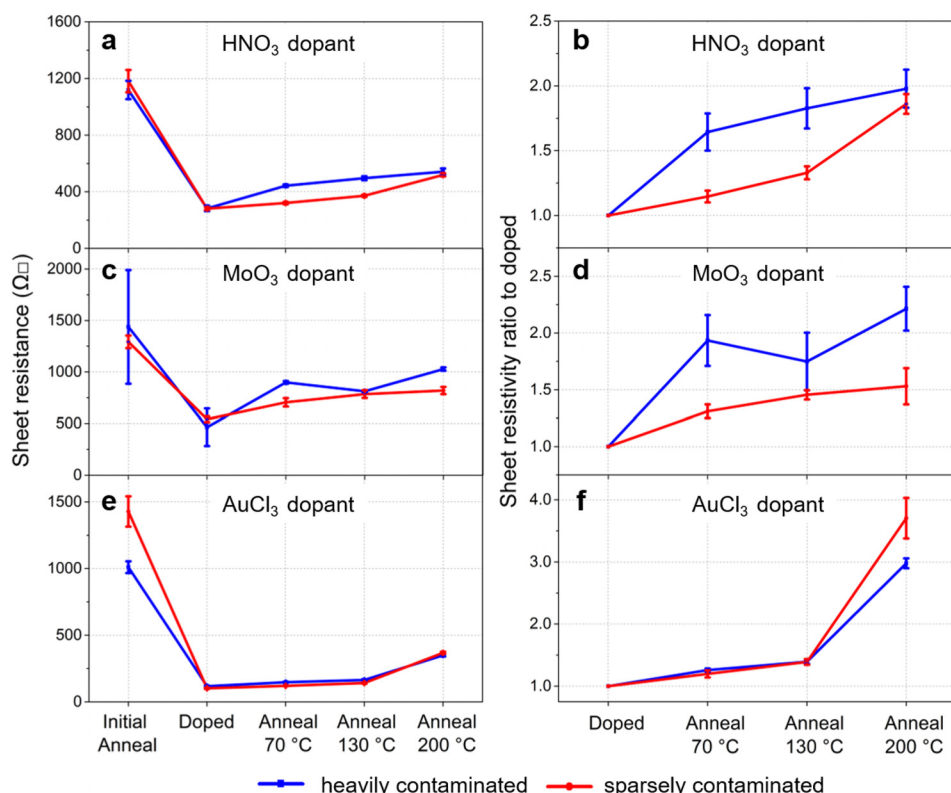 a
HNO₃ dopant
1600
1200
800
400
0
b
HNO₃ dopant
2.5
2.0
1.5
1.0
c
MoO₃ dopant
2000
1500
1000
500
0
d
MoO₃ dopant
2.5
2.0
1.5
1.0
e
AuCl₃ dopant
1500
1000
500
0
f
AuCl₃ dopant
4.0
3.0
2.0
1.0
Sheet resistance (Ω□)
Sheet resistivity ratio to doped
Initial Anneal
Doped
Anneal 70 °C
Anneal 130 °C
Anneal 200 °C
Doped
Anneal 70 °C
Anneal 130 °C
Anneal 200 °C
heavily contaminated
sparsely contaminated